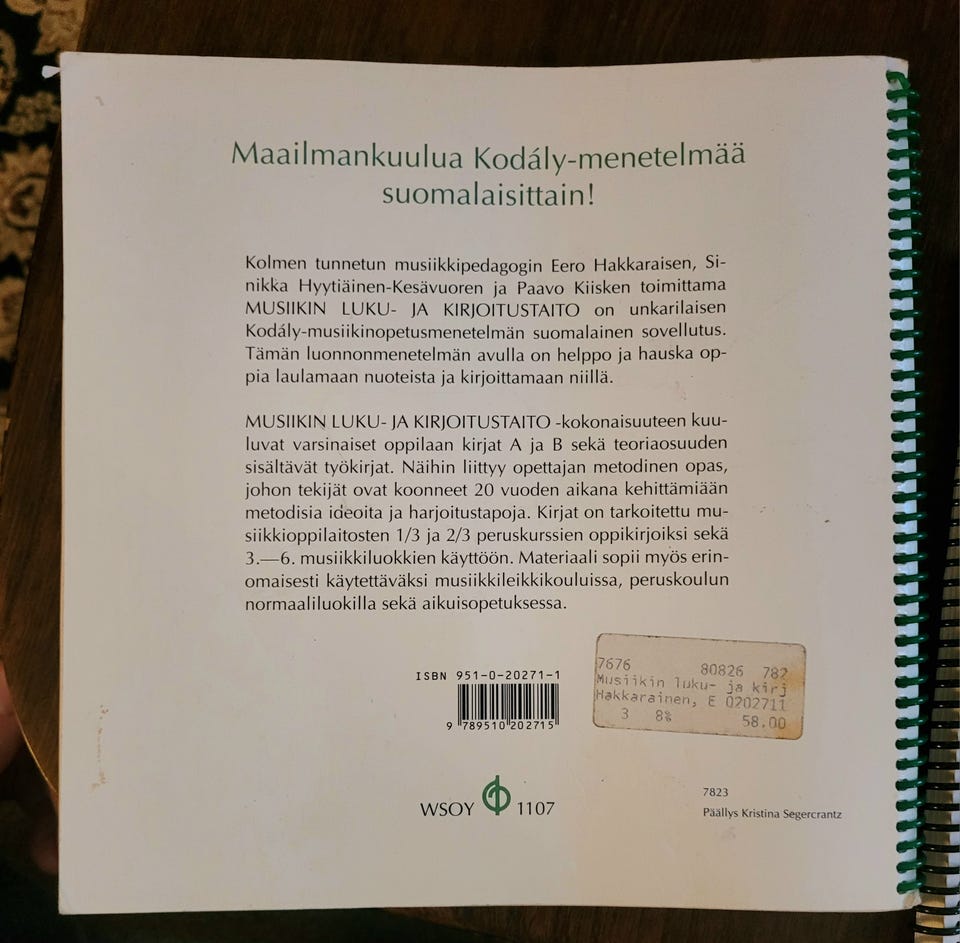 Maailmankuulua Kodály-menetelmää
suomalaisittain!
Kolmen tunnetun musiikkipedagogin Eero Hakkaraisen, Si-
nikka Hyytiäinen-Kesävuoren ja Paavo Kiisken toimittama
MUSIIKIN LUKU- JA KIRJOITUSTAITO on unkarilaisen
Kodály-musiikinopetusmenetelmän suomalainen sovellutus.
Tämän luonnonmenetelmän avulla on helppo ja hauska op-
pia laulamaan nuoteista ja kirjoittamaan niillä.
MUSIIKIN LUKU- JA KIRJOITUSTAITO -kokonaisuuteen kuu-
luvat varsinaiset oppilaan kirjat A ja B sekä teoriaosuuden
sisältävät työkirjat. Näihin liittyy opettajan metodinen opas,
johon tekijät ovat koonneet 20 vuoden aikana kehittämiään
metodisia ideoita ja harjoitustapoja. Kirjat on tarkoitettu mu-
siikkioppilaitosten 1/3 ja 2/3 peruskurssien oppikirjoiksi sekä
3.—6. musiikkiluokkien käyttöön. Materiaali sopii myös erin-
omaisesti käytettäväksi musiikkileikkikouluissa, peruskoulun
normaaliluokilla sekä aikuisopetuksessa.
ISBN 951-0-20271-1
9 789510 202715
7676 80826 782
Musiikin luku- ja kirj
Hakkarainen, E 0202711
3 8% 58.00
WSOY 1107
7823
Päällys Kristina Segercrantz